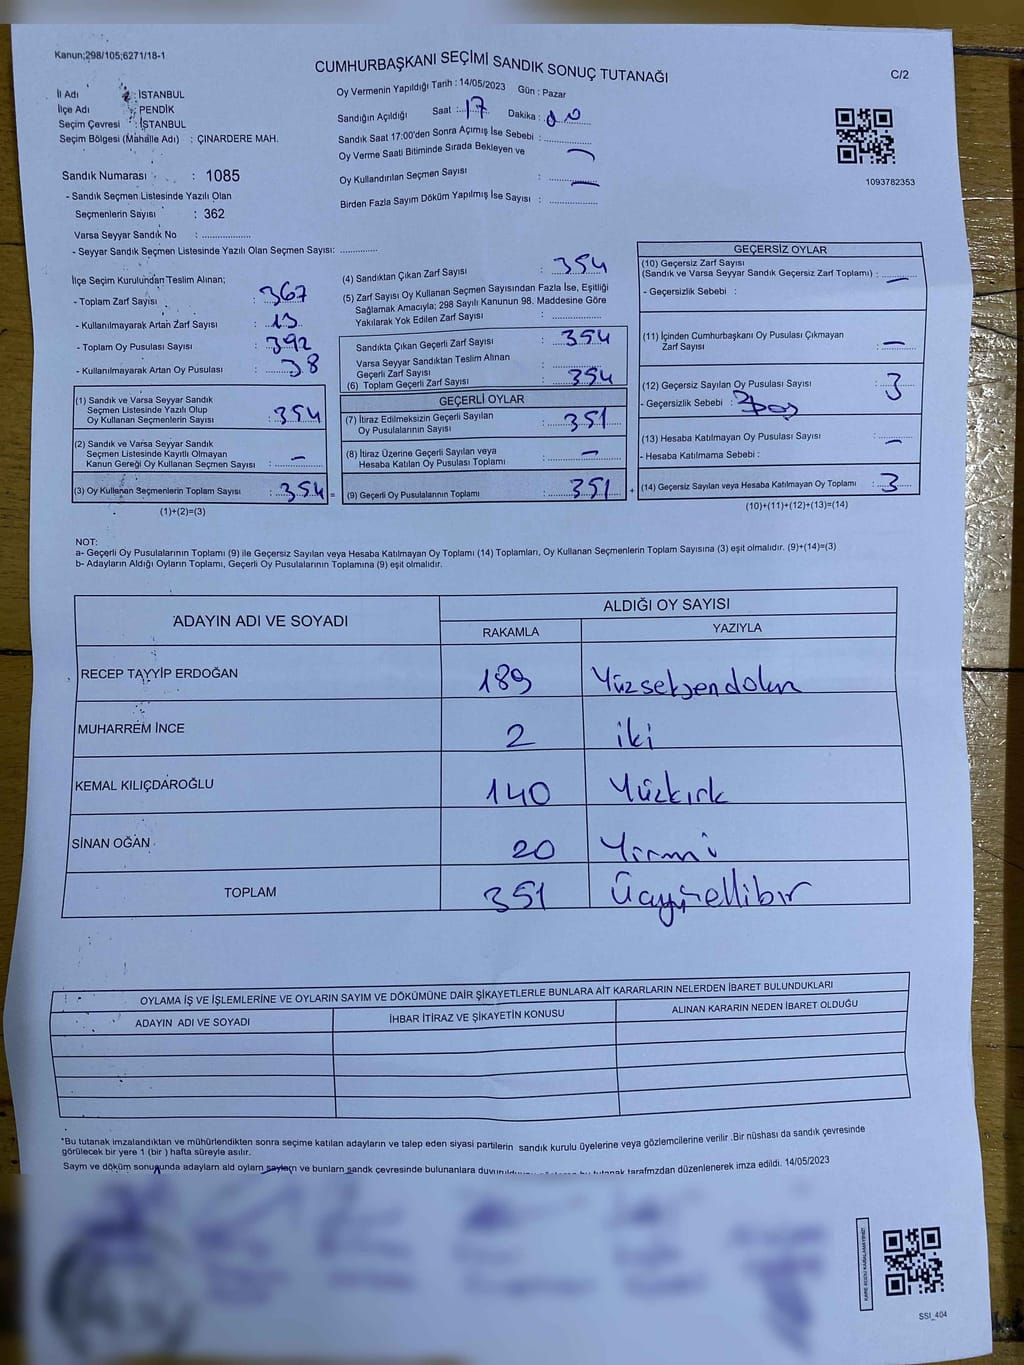 Kanun;298/105;6271/18-1
CUMHURBAŞKANI SEÇİMİ SANDIK SONUÇ TUTANAĞI
C/2
İl Adı : İSTANBUL
İlçe Adı : PENDİK
Seçim Çevresi : İSTANBUL
Seçim Bölgesi (Mahalle Adı) : ÇINARDERE MAH.
Oy Vermenin Yapıldığı Tarih : 14/05/2023 Gün : Pazar
Sandığın Açıldığı Saat : 17 Dakika :
Sandık Saat 17:00'den Sonra Açımış İse Sebebi :
Oy Verme Saati Bitiminde Sırada Bekleyen ve
Oy Kullandırılan Seçmen Sayısı : —
Birden Fazla Sayım Döküm Yapılmış İse Sayısı :
1093782353
Sandık Numarası : 1085
- Sandık Seçmen Listesinde Yazılı Olan
Seçmenlerin Sayısı : 362
Varsa Seyyar Sandık No :
- Seyyar Sandık Seçmen Listesinde Yazılı Olan Seçmen Sayısı:
İlçe Seçim Kurulundan Teslim Alınan;
- Toplam Zarf Sayısı : 367
- Kullanılmayarak Artan Zarf Sayısı : 13
- Toplam Oy Pusulası Sayısı : 392
- Kullanılmayarak Artan Oy Pusulası : 38
(1) Sandık ve Varsa Seyyar Sandık
Seçmen Listesinde Yazılı Olup
Oy Kullanan Seçmenlerin Sayısı : 354
(2) Sandık ve Varsa Seyyar Sandık
Seçmen Listesinde Kayıtlı Olmayan
Kanun Gereği Oy Kullanan Seçmen Sayısı : —
(3) Oy Kullanan Seçmenlerin Toplam Sayısı : 354 =
(1)+(2)=(3)
(4) Sandıktan Çıkan Zarf Sayısı : 354
(5) Zarf Sayısı Oy Kullanan Seçmen Sayısından Fazla İse, Eşitliği
Sağlamak Amacıyla; 298 Sayılı Kanunun 98. Maddesine Göre
Yakılarak Yok Edilen Zarf Sayısı :
Sandıkta Çıkan Geçerli Zarf Sayısı : 354
Varsa Seyyar Sandıktan Teslim Alınan
Geçerli Zarf Sayısı :
(6) Toplam Geçerli Zarf Sayısı : 354
GEÇERLİ OYLAR
(7) İtiraz Edilmeksizin Geçerli Sayılan
Oy Pusulalarının Sayısı : 351
(8) İtiraz Üzerine Geçerli Sayılan veya
Hesaba Katılan Oy Pusulası Toplamı : —
(9) Geçerli Oy Pusulalarının Toplamı : 351 +
GEÇERSİZ OYLAR
(10) Geçersiz Zarf Sayısı
(Sandık ve Varsa Seyyar Sandık Geçersiz Zarf Toplamı) : —
- Geçersizlik Sebebi :
(11) İçinden Cumhurbaşkanı Oy Pusulası Çıkmayan
Zarf Sayısı : —
(12) Geçersiz Sayılan Oy Pusulası Sayısı : 3
- Geçersizlik Sebebi :
(13) Hesaba Katılmayan Oy Pusulası Sayısı : —
- Hesaba Katılmama Sebebi :
(14) Geçersiz Sayılan veya Hesaba Katılmayan Oy Toplamı : 3
(10)+(11)+(12)+(13)=(14)
NOT:
a- Geçerli Oy Pusulalarının Toplamı (9) ile Geçersiz Sayılan veya Hesaba Katılmayan Oy Toplamı (14) Toplamları, Oy Kullanan Seçmenlerin Toplam Sayısına (3) eşit olmalıdır. (9)+(14)=(3)
b- Adayların Aldığı Oyların Toplamı, Geçerli Oy Pusulalarının Toplamına (9) eşit olmalıdır.
ADAYIN ADI VE SOYADI
ALDIĞI OY SAYISI
RAKAMLA YAZIYLA
RECEP TAYYİP ERDOĞAN 189
MUHARREM İNCE 2 iki
KEMAL KILIÇDAROĞLU 140 Yüzkırk
SİNAN OĞAN 20 Yirmi
TOPLAM 351 Üçyüzellibir
OYLAMA İŞ VE İŞLEMLERİNE VE OYLARIN SAYIM VE DÖKÜMÜNE DAİR ŞİKAYETLERLE BUNLARA AİT KARARLARIN NELERDEN İBARET BULUNDUKLARI
ADAYIN ADI VE SOYADI İHBAR İTİRAZ VE ŞİKAYETİN KONUSU ALINAN KARARIN NEDEN İBARET OLDUĞU
*Bu tutanak imzalandıktan ve mühürlendikten sonra seçime katılan adayların ve talep eden siyasi partilerin sandık kurulu üyelerine veya gözlemcilerine verilir .Bir nüshası da sandık çevresinde
görülecek bir yere 1 (bir ) hafta süreyle asılır.
Sayım ve döküm sonuçunda adayların ald oyların ve bunların sandk çevresinde bulunanlara tutanak tarafmzdan düzenlenerek imza edildi. 14/05/2023
KARE KODU KARALAMAYINIZ!
SSI_404